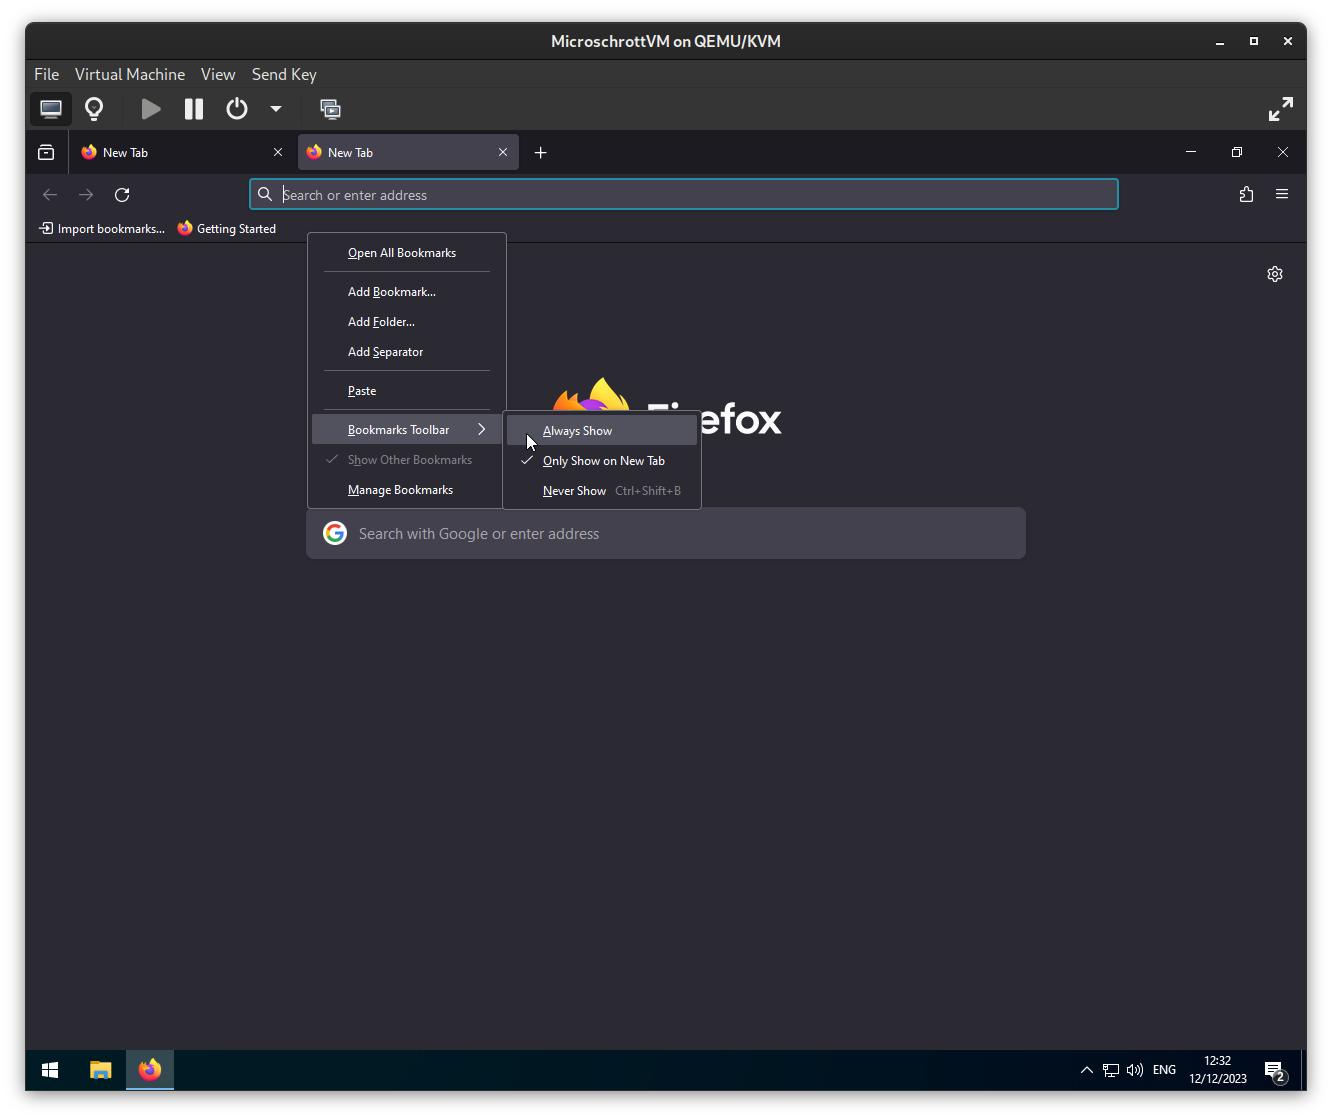 MicroschrottVM on QEMU/KVM
File Virtual Machine View Send Key
New Tab New Tab
Search or enter address
Import bookmarks... Getting Started
Open All Bookmarks
Add Bookmark...
Add Folder...
Add Separator
Paste
Bookmarks Toolbar
Show Other Bookmarks
Manage Bookmarks
Always Show
Only Show on New Tab
Never Show Ctrl+Shift+B
Firefox
Search with Google or enter address
ENG
12:32
12/12/2023
2